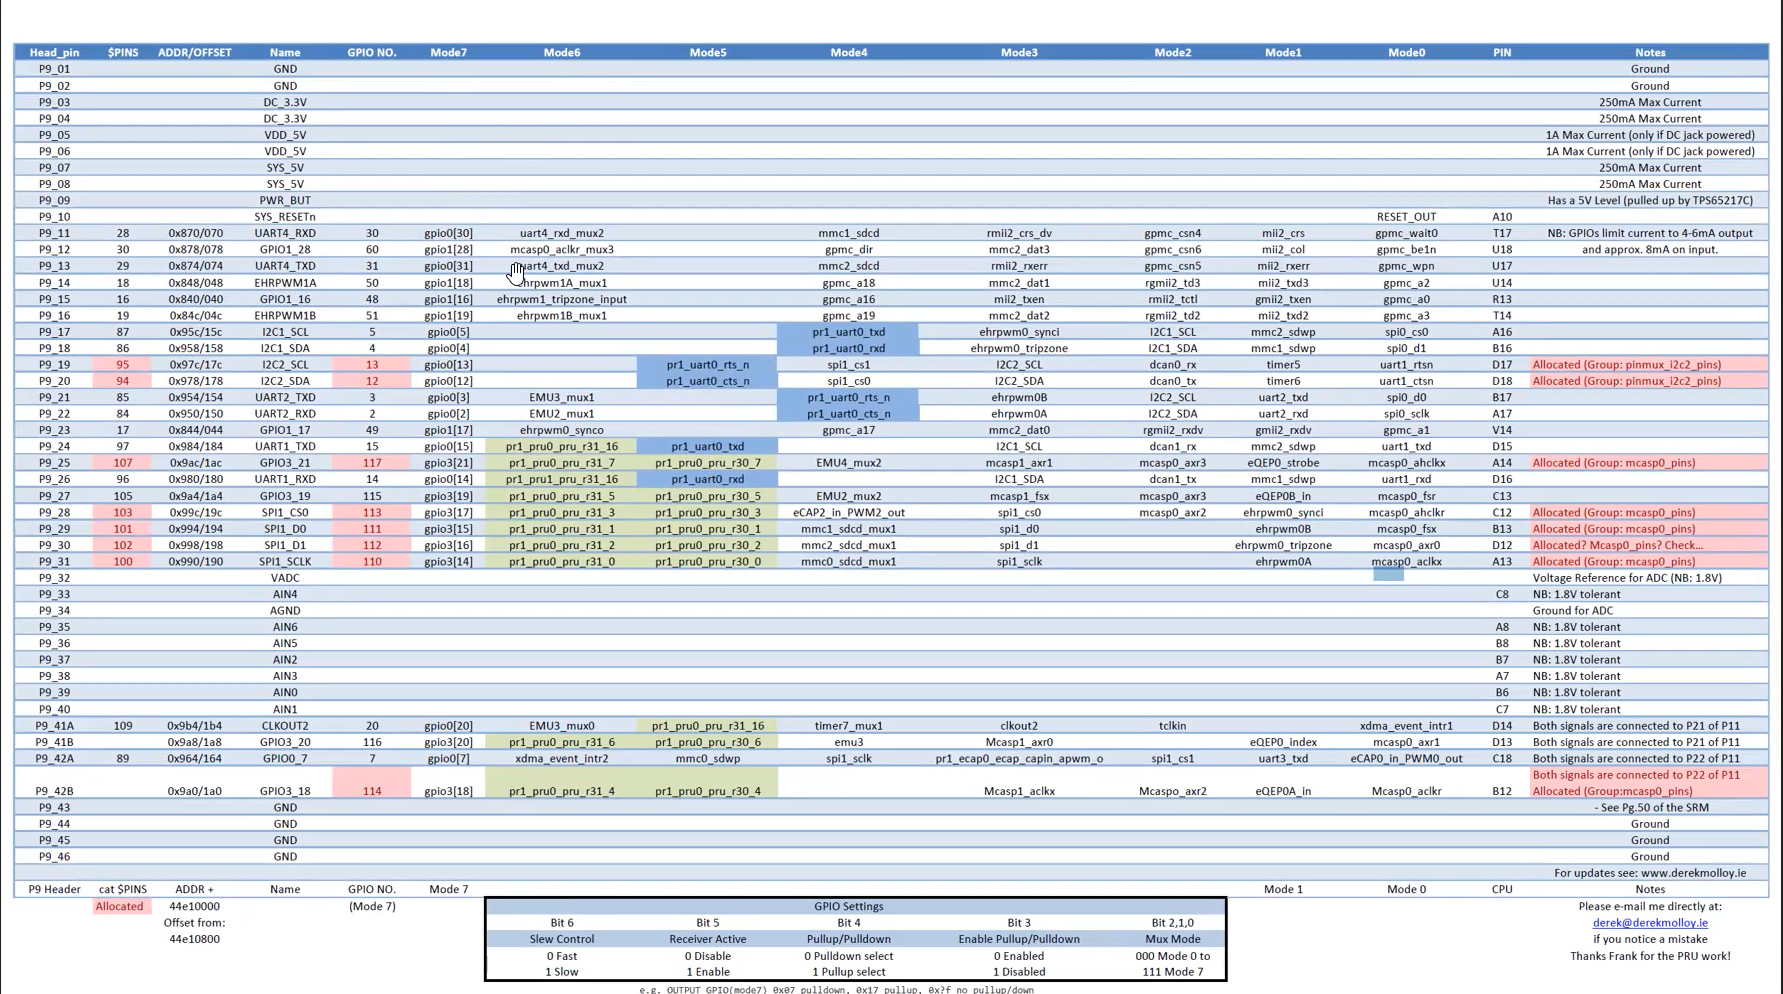 Head_pin $PINS ADDR/OFFSET Name GPIO NO. Mode7 Mode6 Mode5 Mode4 Mode3 Mode2 Mode1 Mode0 PIN Notes
P9_01 GND Ground
P9_02 GND Ground
P9_03 DC_3.3V 250mA Max Current
P9_04 DC_3.3V 250mA Max Current
P9_05 VDD_5V 1A Max Current (only if DC jack powered)
P9_06 VDD_5V 1A Max Current (only if DC jack powered)
P9_07 SYS_5V 250mA Max Current
P9_08 SYS_5V 250mA Max Current
P9_09 PWR_BUT Has a 5V Level (pulled up by TPS65217C)
P9_10 SYS_RESETn RESET_OUT A10
P9_11 28 0x870/070 UART4_RXD 30 gpio0[30] uart4_rxd_mux2 mmc1_sdcd rmii2_crs_dv gpmc_csn4 mii2_crs gpmc_wait0 T17 NB: GPIOs limit current to 4-6mA output
P9_12 30 0x878/078 GPIO1_28 60 gpio1[28] mcasp0_aclkr_mux3 gpmc_dir mmc2_dat3 gpmc_csn6 mii2_col gpmc_be1n U18 and approx. 8mA on input.
P9_13 29 0x874/074 UART4_TXD 31 gpio0[31] uart4_txd_mux2 mmc2_sdcd rmii2_rxerr gpmc_csn5 mii2_rxerr gpmc_wpn U17
P9_14 18 0x848/048 EHRPWM1A 50 gpio1[18] ehrpwm1A_mux1 gpmc_a18 mmc2_dat1 rgmii2_td3 mii2_txd3 gpmc_a2 U14
P9_15 16 0x840/040 GPIO1_16 48 gpio1[16] ehrpwm1_tripzone_input gpmc_a16 mii2_txen rmii2_tctl gmii2_txen gpmc_a0 R13
P9_16 19 0x84c/04c EHRPWM1B 51 gpio1[19] ehrpwm1B_mux1 gpmc_a19 mmc2_dat2 rgmii2_td2 mii2_txd2 gpmc_a3 T14
P9_17 87 0x95c/15c I2C1_SCL 5 gpio0[5] pr1_uart0_txd ehrpwm0_synci I2C1_SCL mmc2_sdwp spi0_cs0 A16
P9_18 86 0x958/158 I2C1_SDA 4 gpio0[4] pr1_uart0_rxd ehrpwm0_tripzone I2C1_SDA mmc1_sdwp spi0_d1 B16
P9_19 95 0x97c/17c I2C2_SCL 13 gpio0[13] pr1_uart0_rts_n spi1_cs1 I2C2_SCL dcan0_rx timer5 uart1_rtsn D17 Allocated (Group: pinmux_i2c2_pins)
P9_20 94 0x978/178 I2C2_SDA 12 gpio0[12] pr1_uart0_cts_n spi1_cs0 I2C2_SDA dcan0_tx timer6 uart1_ctsn D18 Allocated (Group: pinmux_i2c2_pins)
P9_21 85 0x954/154 UART2_TXD 3 gpio0[3] EMU3_mux1 pr1_uart0_rts_n ehrpwm0B I2C2_SCL uart2_txd spi0_d0 B17
P9_22 84 0x950/150 UART2_RXD 2 gpio0[2] EMU2_mux1 pr1_uart0_cts_n ehrpwm0A I2C2_SDA uart2_rxd spi0_sclk A17
P9_23 17 0x844/044 GPIO1_17 49 gpio1[17] ehrpwm0_synco gpmc_a17 mmc2_dat0 rgmii2_rxdv gmii2_rxdv gpmc_a1 V14
P9_24 97 0x984/184 UART1_TXD 15 gpio0[15] pr1_pru0_pru_r31_16 pr1_uart0_txd I2C1_SCL dcan1_rx mmc2_sdwp uart1_txd D15
P9_25 107 0x9ac/1ac GPIO3_21 117 gpio3[21] pr1_pru0_pru_r31_7 pr1_pru0_pru_r30_7 EMU4_mux2 mcasp1_axr1 mcasp0_axr3 eQEP0_strobe mcasp0_ahclkx A14 Allocated (Group: mcasp0_pins)
P9_26 96 0x980/180 UART1_RXD 14 gpio0[14] pr1_pru1_pru_r31_16 pr1_uart0_rxd I2C1_SDA dcan1_tx mmc1_sdwp uart1_rxd D16
P9_27 105 0x9a4/1a4 GPIO3_19 115 gpio3[19] pr1_pru0_pru_r31_5 pr1_pru0_pru_r30_5 EMU2_mux2 mcasp1_fsx mcasp0_axr3 eQEP0B_in mcasp0_fsr C13
P9_28 103 0x99c/19c SPI1_CS0 113 gpio3[17] pr1_pru0_pru_r31_3 pr1_pru0_pru_r30_3 eCAP2_in_PWM2_out spi1_cs0 mcasp0_axr2 ehrpwm0_synci mcasp0_ahclkr C12 Allocated (Group: mcasp0_pins)
P9_29 101 0x994/194 SPI1_D0 111 gpio3[15] pr1_pru0_pru_r31_1 pr1_pru0_pru_r30_1 mmc1_sdcd_mux1 spi1_d0 ehrpwm0B mcasp0_fsx B13 Allocated (Group: mcasp0_pins)
P9_30 102 0x998/198 SPI1_D1 112 gpio3[16] pr1_pru0_pru_r31_2 pr1_pru0_pru_r30_2 mmc2_sdcd_mux1 spi1_d1 ehrpwm0_tripzone mcasp0_axr0 D12 Allocated? Mcasp0_pins? Check...
P9_31 100 0x990/190 SPI1_SCLK 110 gpio3[14] pr1_pru0_pru_r31_0 pr1_pru0_pru_r30_0 mmc0_sdcd_mux1 spi1_sclk ehrpwm0A mcasp0_aclkx A13 Allocated (Group: mcasp0_pins)
P9_32 VADC Voltage Reference for ADC (NB: 1.8V)
P9_33 AIN4 C8 NB: 1.8V tolerant
P9_34 AGND Ground for ADC
P9_35 AIN6 A8 NB: 1.8V tolerant
P9_36 AIN5 B8 NB: 1.8V tolerant
P9_37 AIN2 B7 NB: 1.8V tolerant
P9_38 AIN3 A7 NB: 1.8V tolerant
P9_39 AIN0 B6 NB: 1.8V tolerant
P9_40 AIN1 C7 NB: 1.8V tolerant
P9_41A 109 0x9b4/1b4 CLKOUT2 20 gpio0[20] EMU3_mux0 pr1_pru0_pru_r31_16 timer7_mux1 clkout2 tclkin xdma_event_intr1 D14 Both signals are connected to P21 of P11
P9_41B 0x9a8/1a8 GPIO3_20 116 gpio3[20] pr1_pru0_pru_r31_6 pr1_pru0_pru_r30_6 emu3 Mcasp1_axr0 eQEP0_index mcasp0_axr1 D13 Both signals are connected to P21 of P11
P9_42A 89 0x964/164 GPIO0_7 7 gpio0[7] xdma_event_intr2 mmc0_sdwp spi1_sclk pr1_ecap0_ecap_capin_apwm_o spi1_cs1 uart3_txd eCAP0_in_PWM0_out C18 Both signals are connected to P22 of P11
Both signals are connected to P22 of P11
P9_42B 0x9a0/1a0 GPIO3_18 114 gpio3[18] pr1_pru0_pru_r31_4 pr1_pru0_pru_r30_4 Mcasp1_aclkx Mcaspo_axr2 eQEP0A_in Mcasp0_aclkr B12 Allocated (Group:mcasp0_pins)
P9_43 GND - See Pg.50 of the SRM
P9_44 GND Ground
P9_45 GND Ground
P9_46 GND Ground
For updates see: www.derekmolloy.ie
P9 Header cat $PINS ADDR + Name GPIO NO. Mode 7 Mode 1 Mode 0 CPU Notes
Allocated 44e10000 (Mode 7) GPIO Settings Please e-mail me directly at:
Offset from: Bit 6 Bit 5 Bit 4 Bit 3 Bit 2,1,0 derek@derekmolloy.ie
44e10800 Slew Control Receiver Active Pullup/Pulldown Enable Pullup/Pulldown Mux Mode if you notice a mistake
0 Fast 0 Disable 0 Pulldown select 0 Enabled 000 Mode 0 to Thanks Frank for the PRU work!
1 Slow 1 Enable 1 Pullup select 1 Disabled 111 Mode 7
e.g. OUTPUT GPIO(mode7) 0x07 pulldown, 0x17 pullup, 0x?f no pullup/down